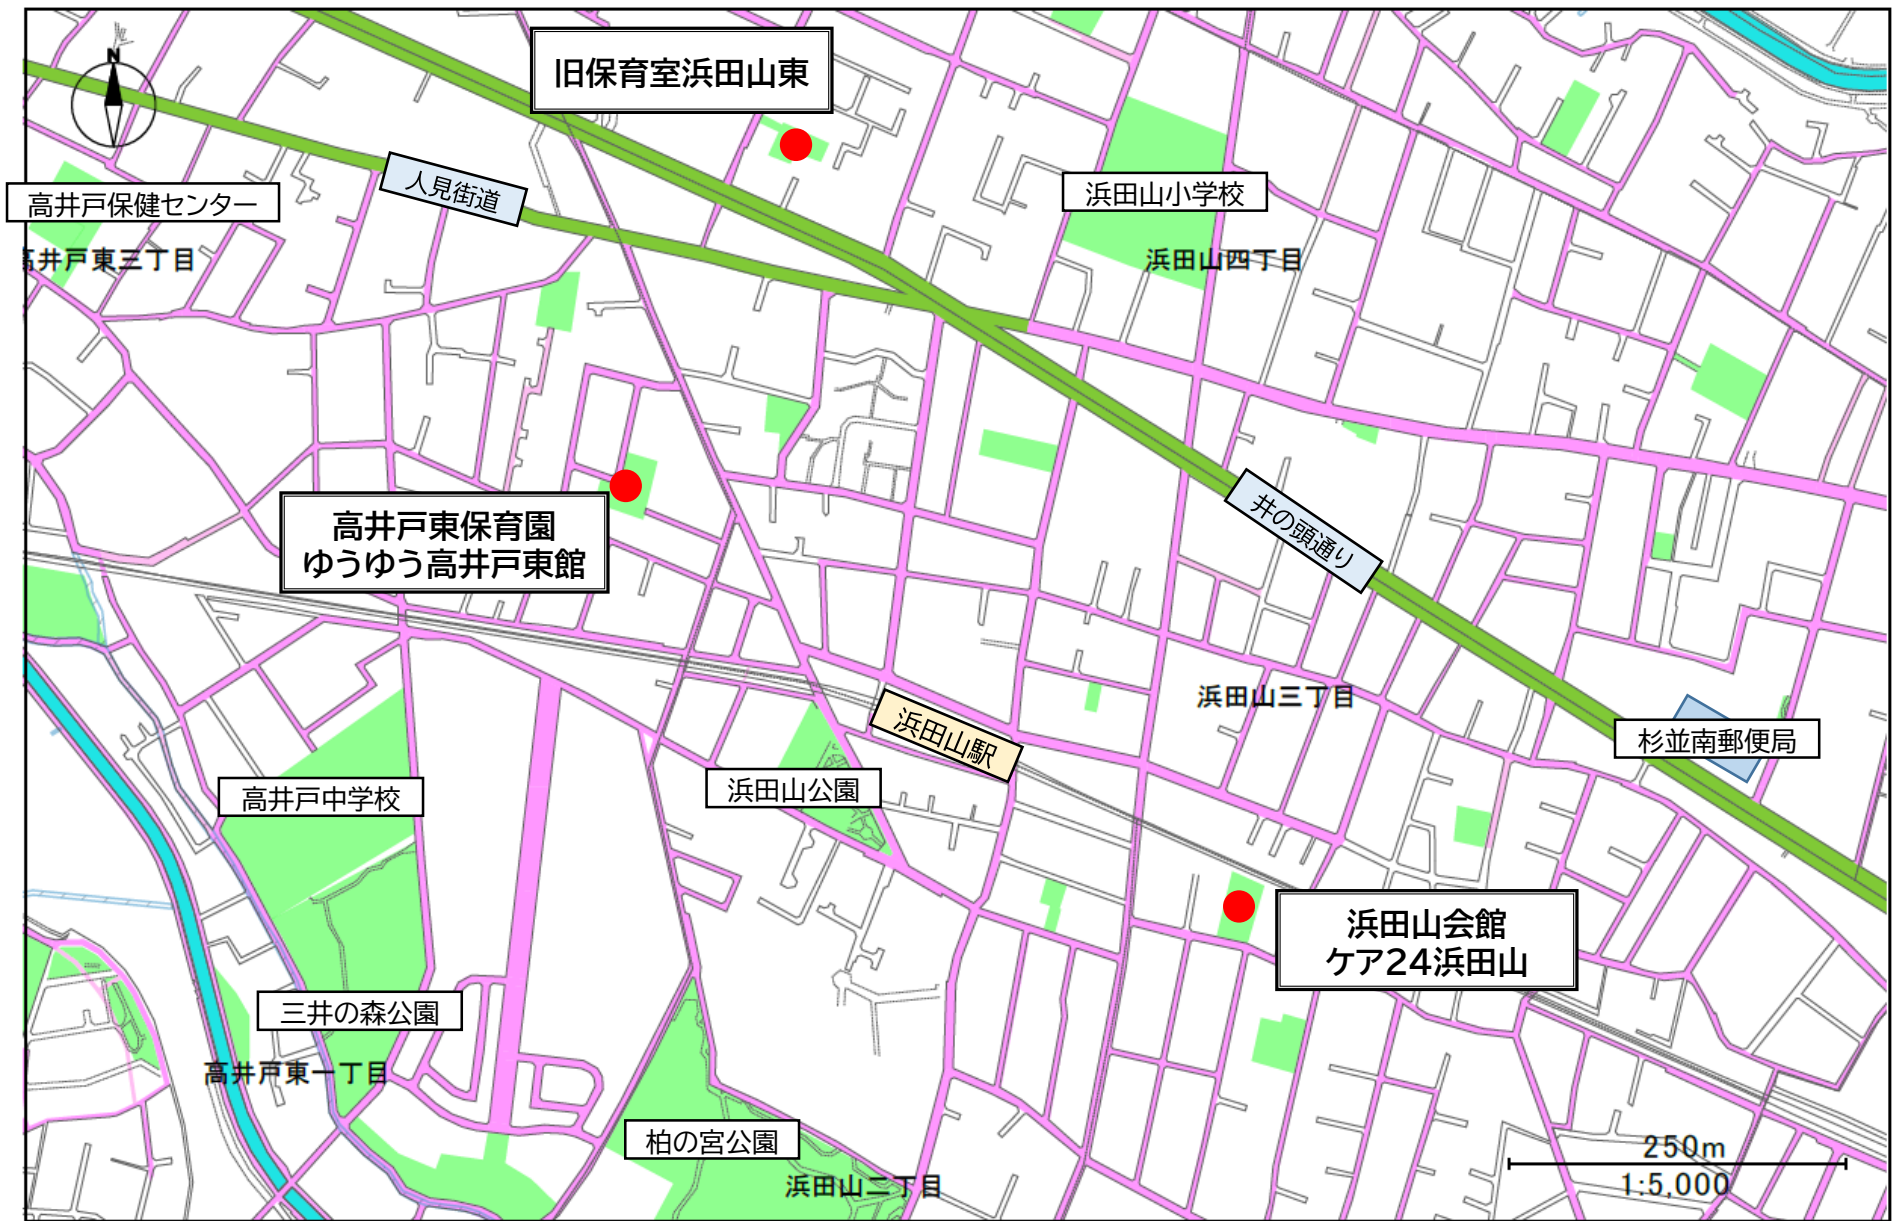 N
旧保育室浜田山東
人見街道
浜田山小学校
高井戸保健センター
高井戸東三丁目
浜田山四丁目
高井戸東保育園
ゆうゆう高井戸東館
井の頭通り
浜田山三丁目
浜田山駅
杉並南郵便局
高井戸中学校
浜田山公園
浜田山会館
ケア24浜田山
三井の森公園
高井戸東一丁目
柏の宮公園
浜田山二丁目
250m
1:5,000